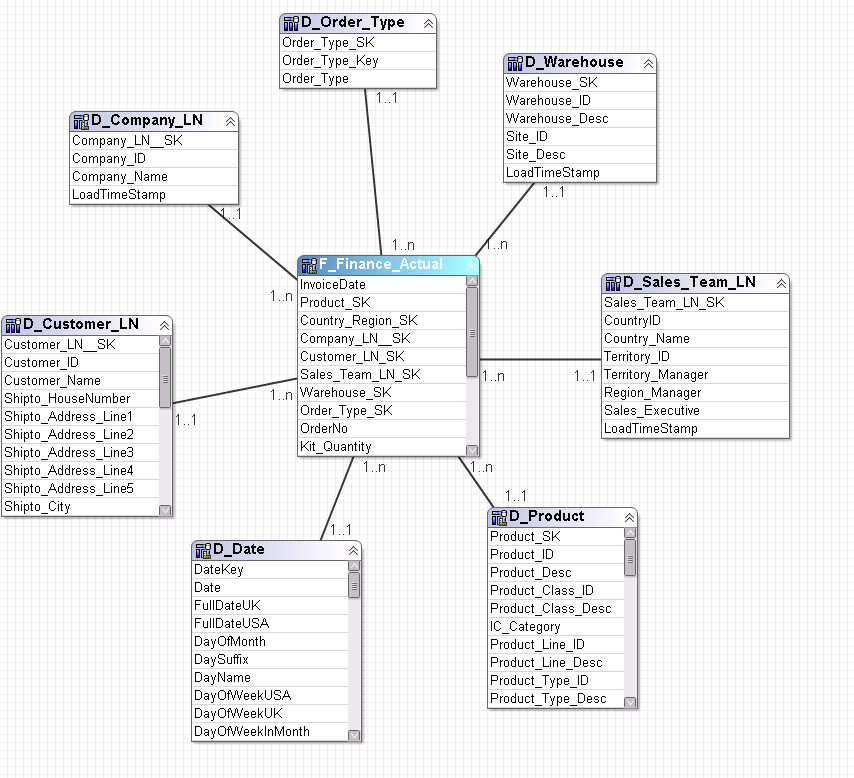 D_Order_Type
Order_Type_SK
Order_Type_Key
Order_Type
1..1
D_Warehouse
Warehouse_SK
Warehouse_ID
Warehouse_Desc
Site_ID
Site_Desc
LoadTimeStamp
1..1
D_Company_LN
Company_LN__SK
Company_ID
Company_Name
LoadTimeStamp
1..1
1..n
1..n
1..n
F_Finance_Actual
InvoiceDate
Product_SK
Country_Region_SK
Company_LN__SK
Customer_LN_SK
Sales_Team_LN_SK
Warehouse_SK
Order_Type_SK
OrderNo
Kit_Quantity
D_Sales_Team_LN
Sales_Team_LN_SK
CountryID
Country_Name
Territory_ID
Territory_Manager
Region_Manager
Sales_Executive
LoadTimeStamp
1..n
1..1
D_Customer_LN
Customer_LN__SK
Customer_ID
Customer_Name
Shipto_HouseNumber
Shipto_Address_Line1
Shipto_Address_Line2
Shipto_Address_Line3
Shipto_Address_Line4
Shipto_Address_Line5
Shipto_City
1..1
1..n
1..n
1..n
1..1
1..1
D_Date
DateKey
Date
FullDateUK
FullDateUSA
DayOfMonth
DaySuffix
DayName
DayOfWeekUSA
DayOfWeekUK
DayOfWeekInMonth
D_Product
Product_SK
Product_ID
Product_Desc
Product_Class_ID
Product_Class_Desc
IC_Category
Product_Line_ID
Product_Line_Desc
Product_Type_ID
Product_Type_Desc